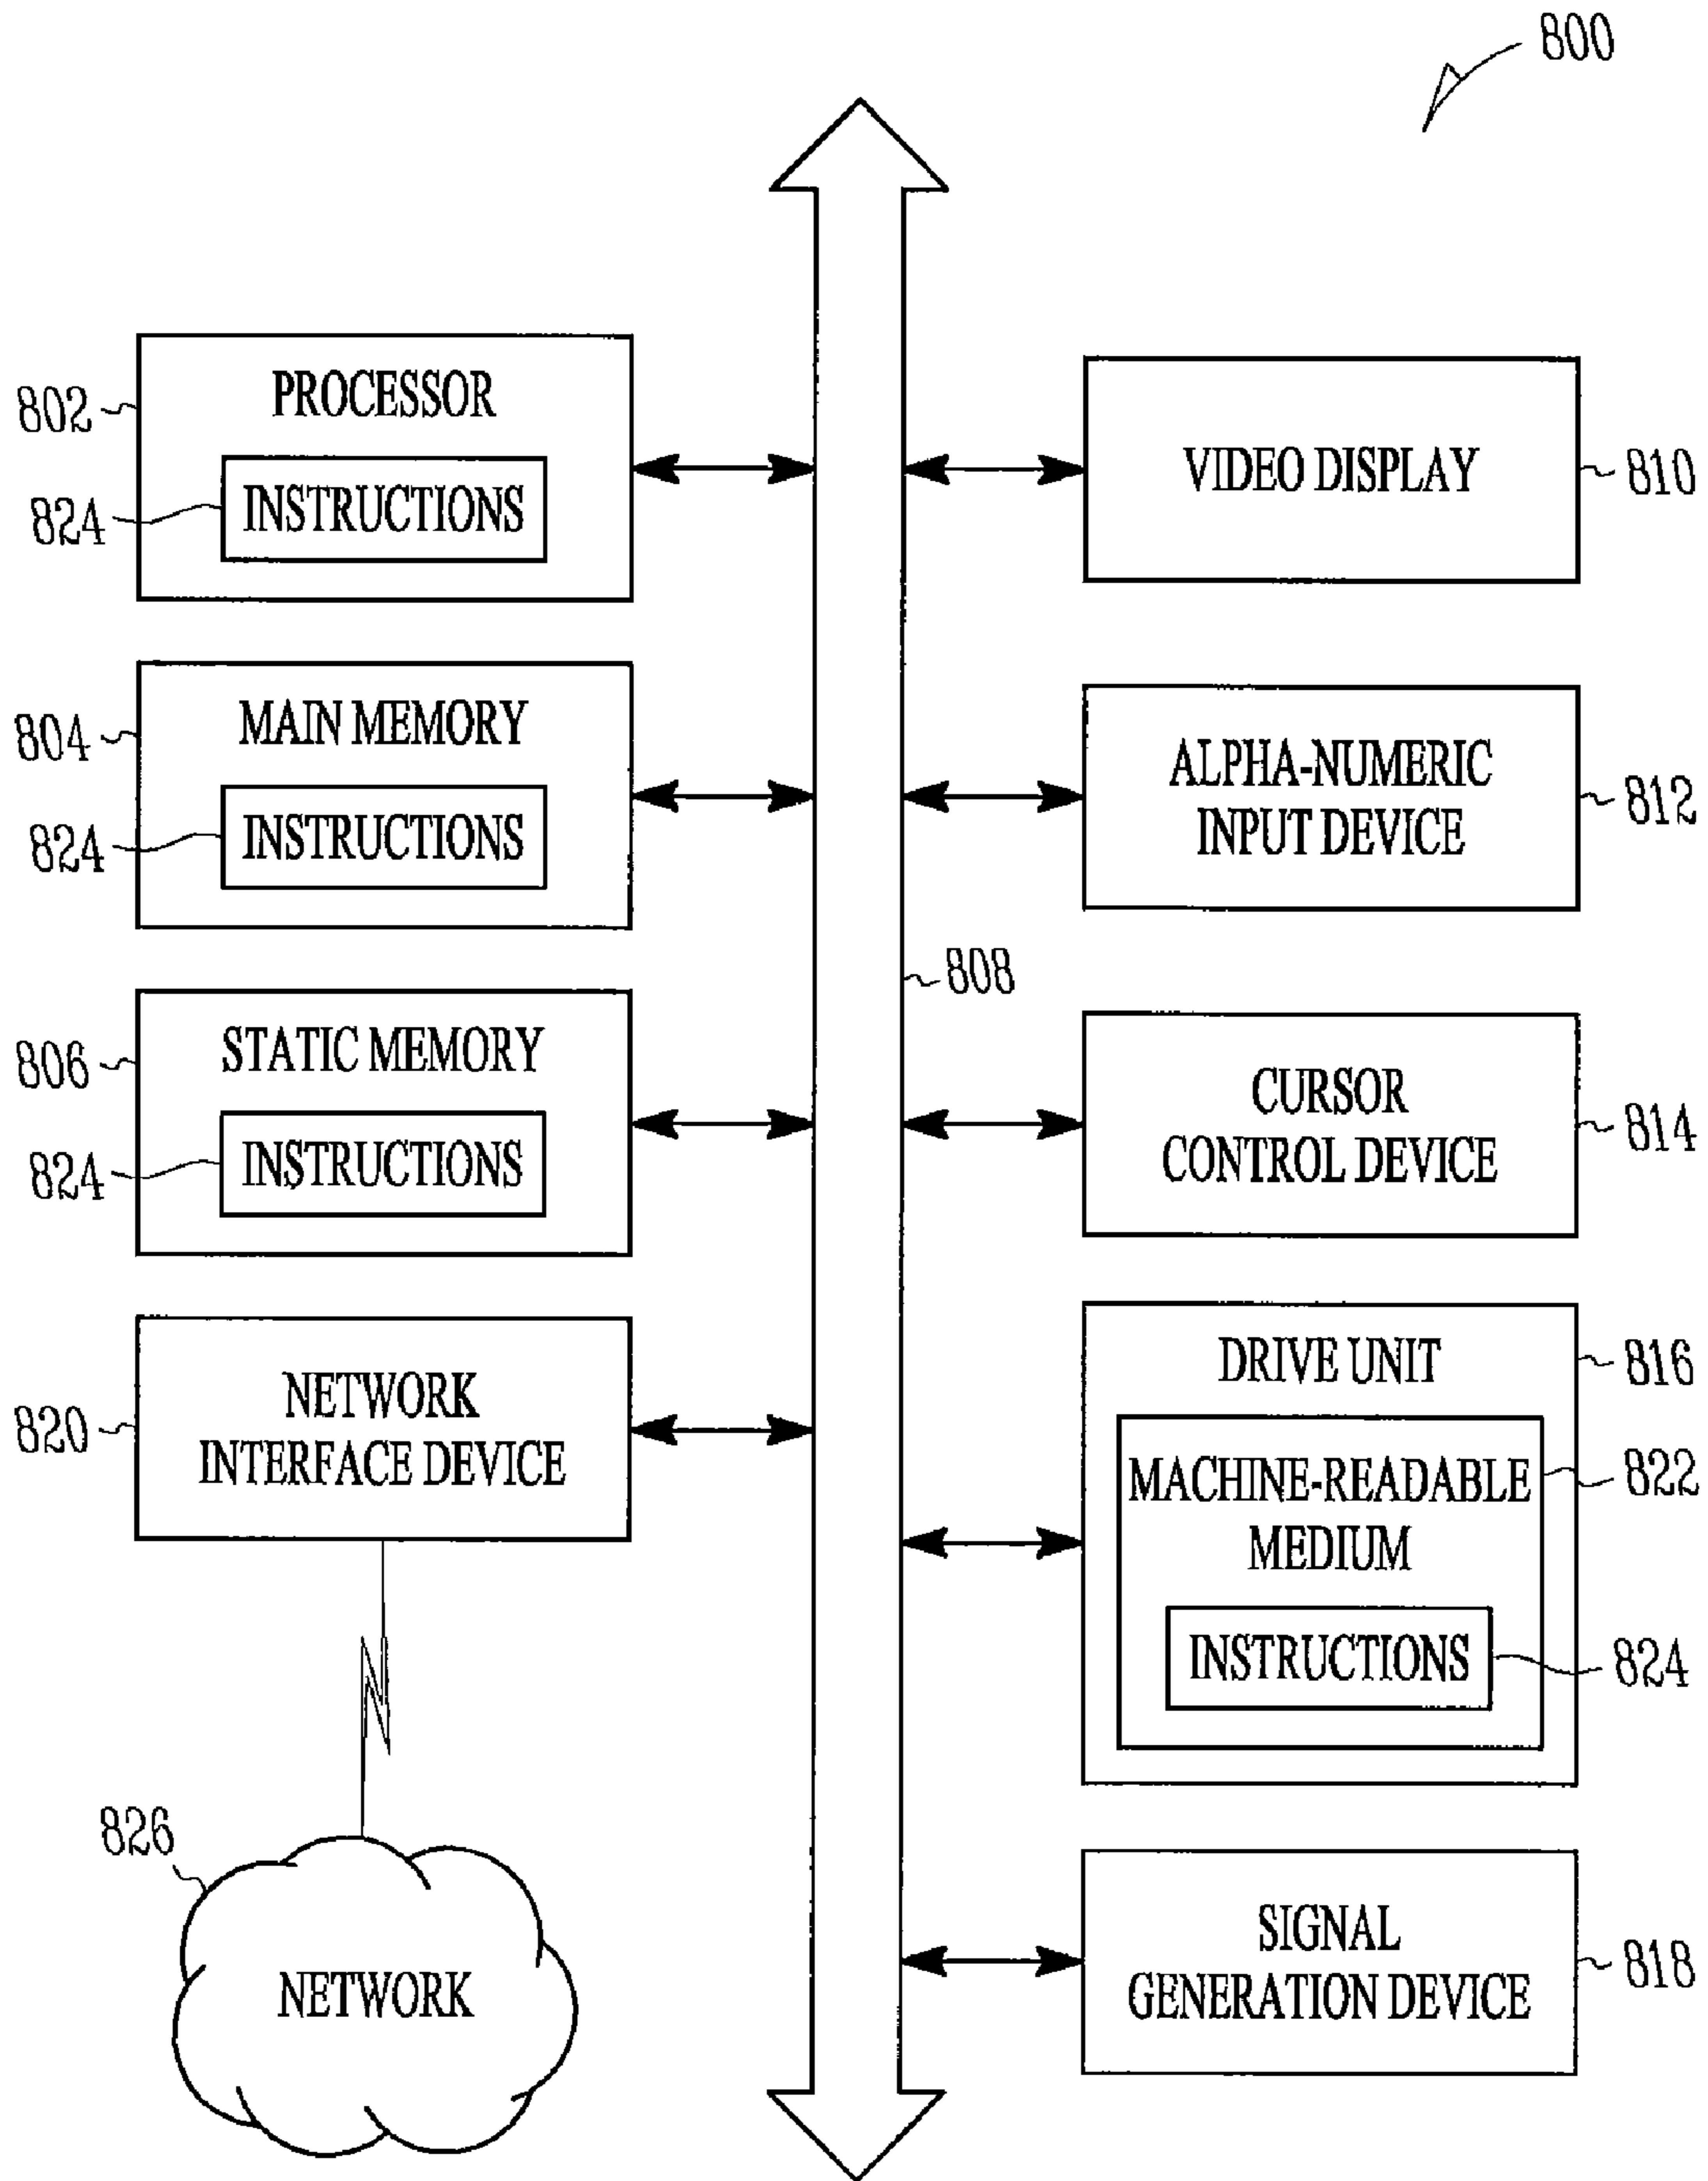 800
802
PROCESSOR
824
INSTRUCTIONS
804
MAIN MEMORY
824
INSTRUCTIONS
806
STATIC MEMORY
824
INSTRUCTIONS
820
NETWORK
INTERFACE DEVICE
826
NETWORK
808
VIDEO DISPLAY
810
ALPHA-NUMERIC
INPUT DEVICE
812
CURSOR
CONTROL DEVICE
814
DRIVE UNIT
816
MACHINE-READABLE
MEDIUM
822
INSTRUCTIONS
824
SIGNAL
GENERATION DEVICE
818